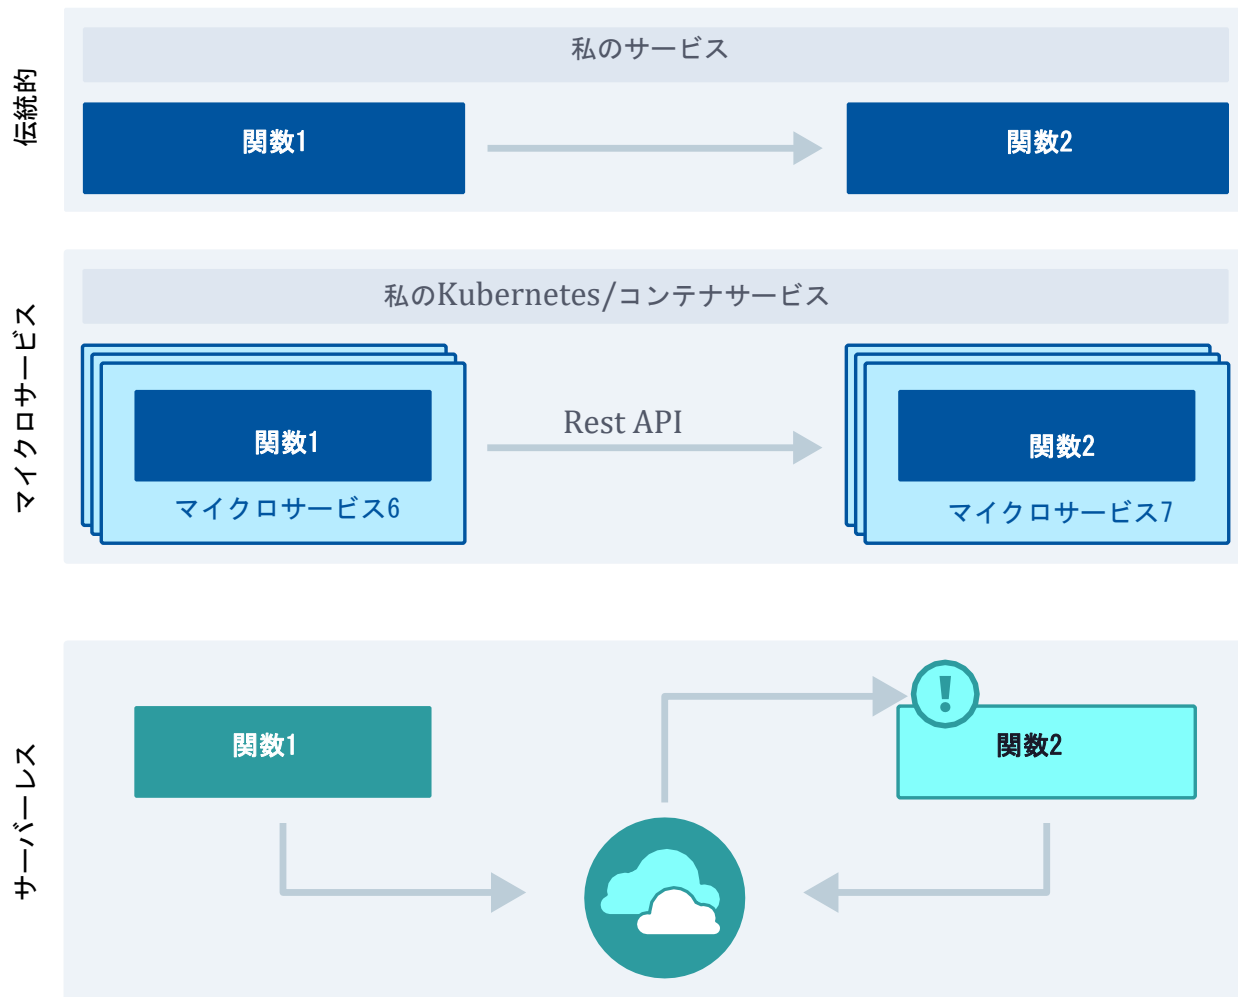 伝統的
私のサービス
関数1
関数2
マイクロサービス
私のKubernetes/コンテナサービス
関数1
マイクロサービス6
Rest API
関数2
マイクロサービス7
サーバーレス
関数1
!
関数2